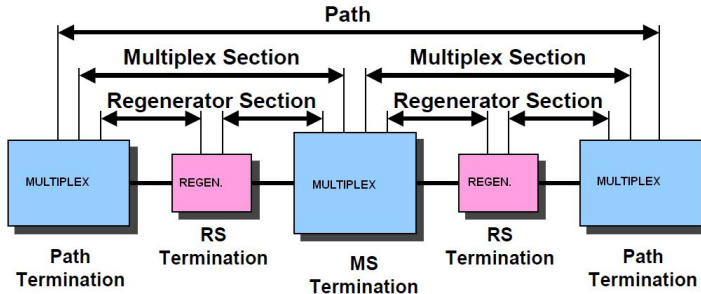 Path
Multiplex Section
Multiplex Section
Regenerator Section
Regenerator Section
MULTIPLEX
REGEN.
MULTIPLEX
REGEN.
MULTIPLEX
Path
Termination
RS
Termination
MS
Termination
RS
Termination
Path
Termination